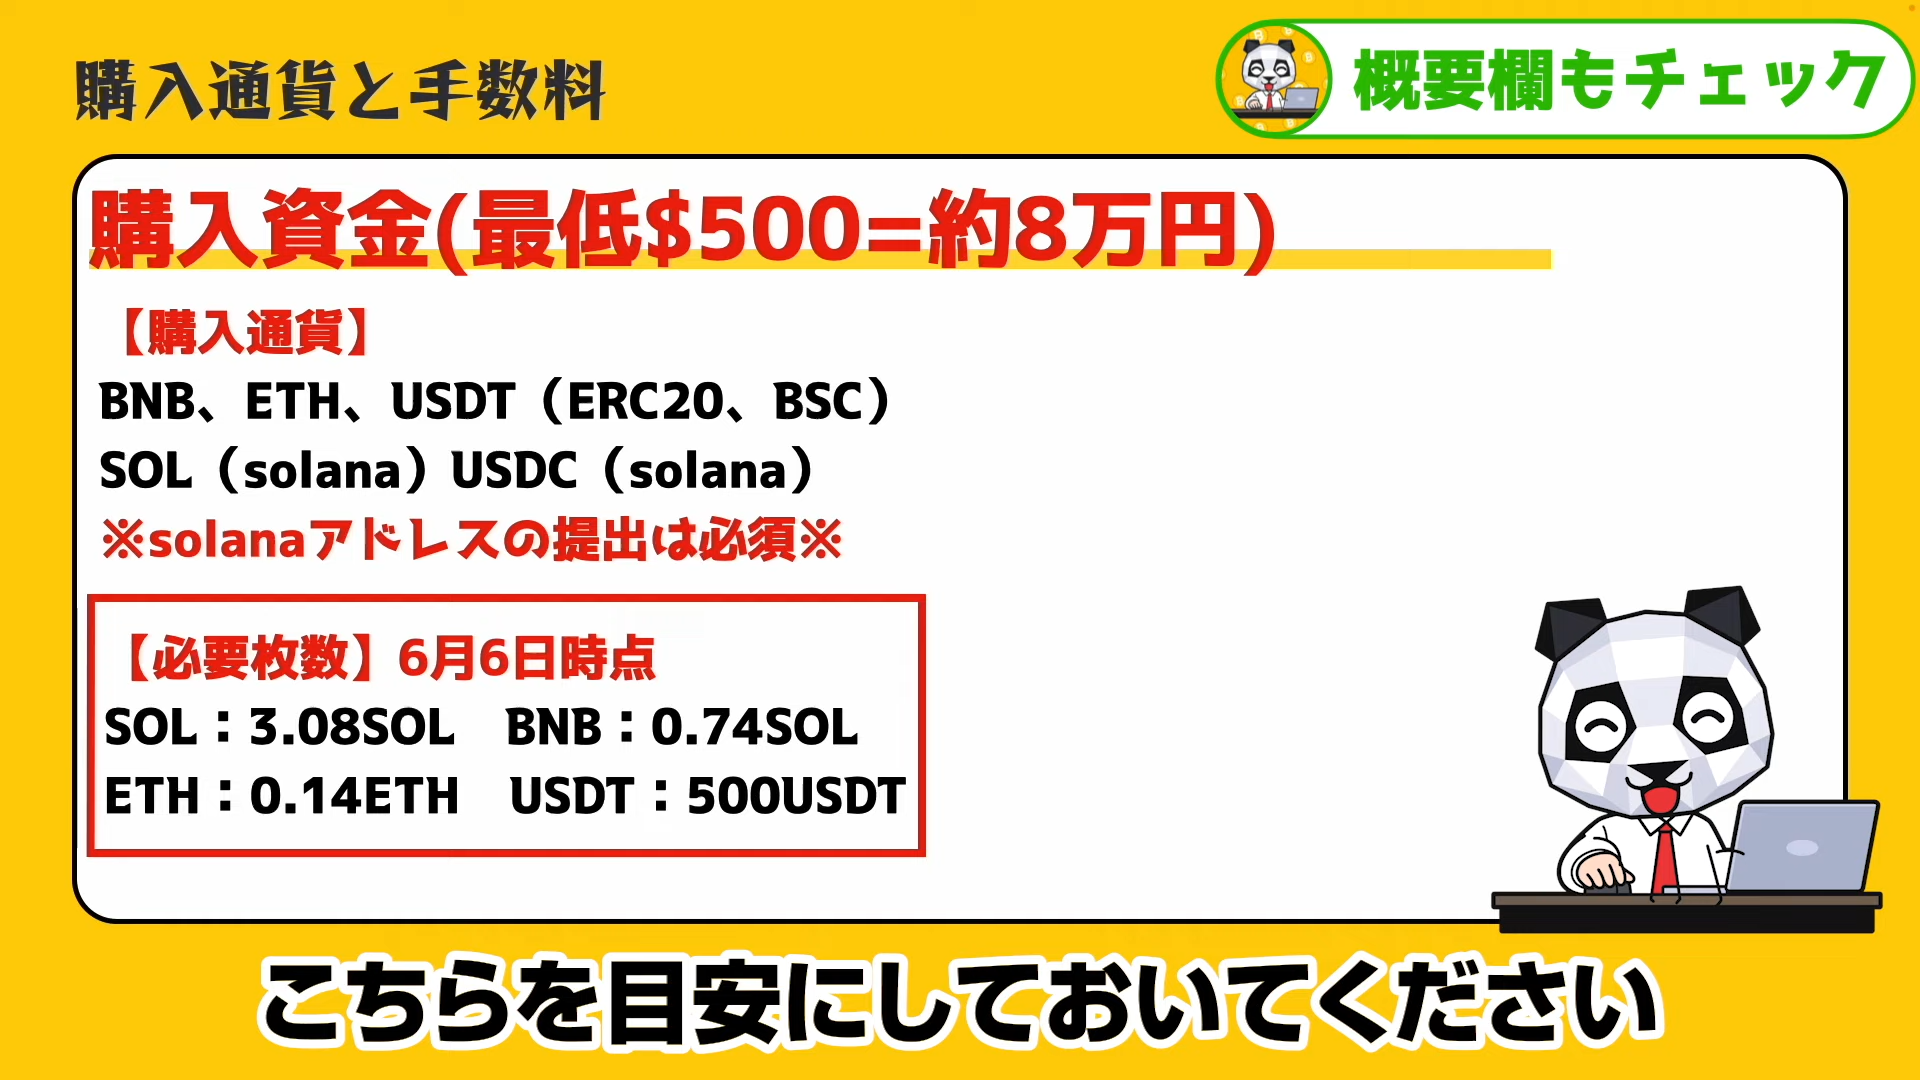 購入通貨と手数料
概要欄もチェック
購入資金(最低$500=約8万円)
【購入通貨】
BNB、ETH、USDT（ERC20、BSC）
SOL（solana）USDC（solana）
※solanaアドレスの提出は必須※
【必要枚数】6月6日時点
SOL：3.08SOL　BNB：0.74SOL
ETH：0.14ETH　USDT：500USDT
こちらを目安にしておいてください